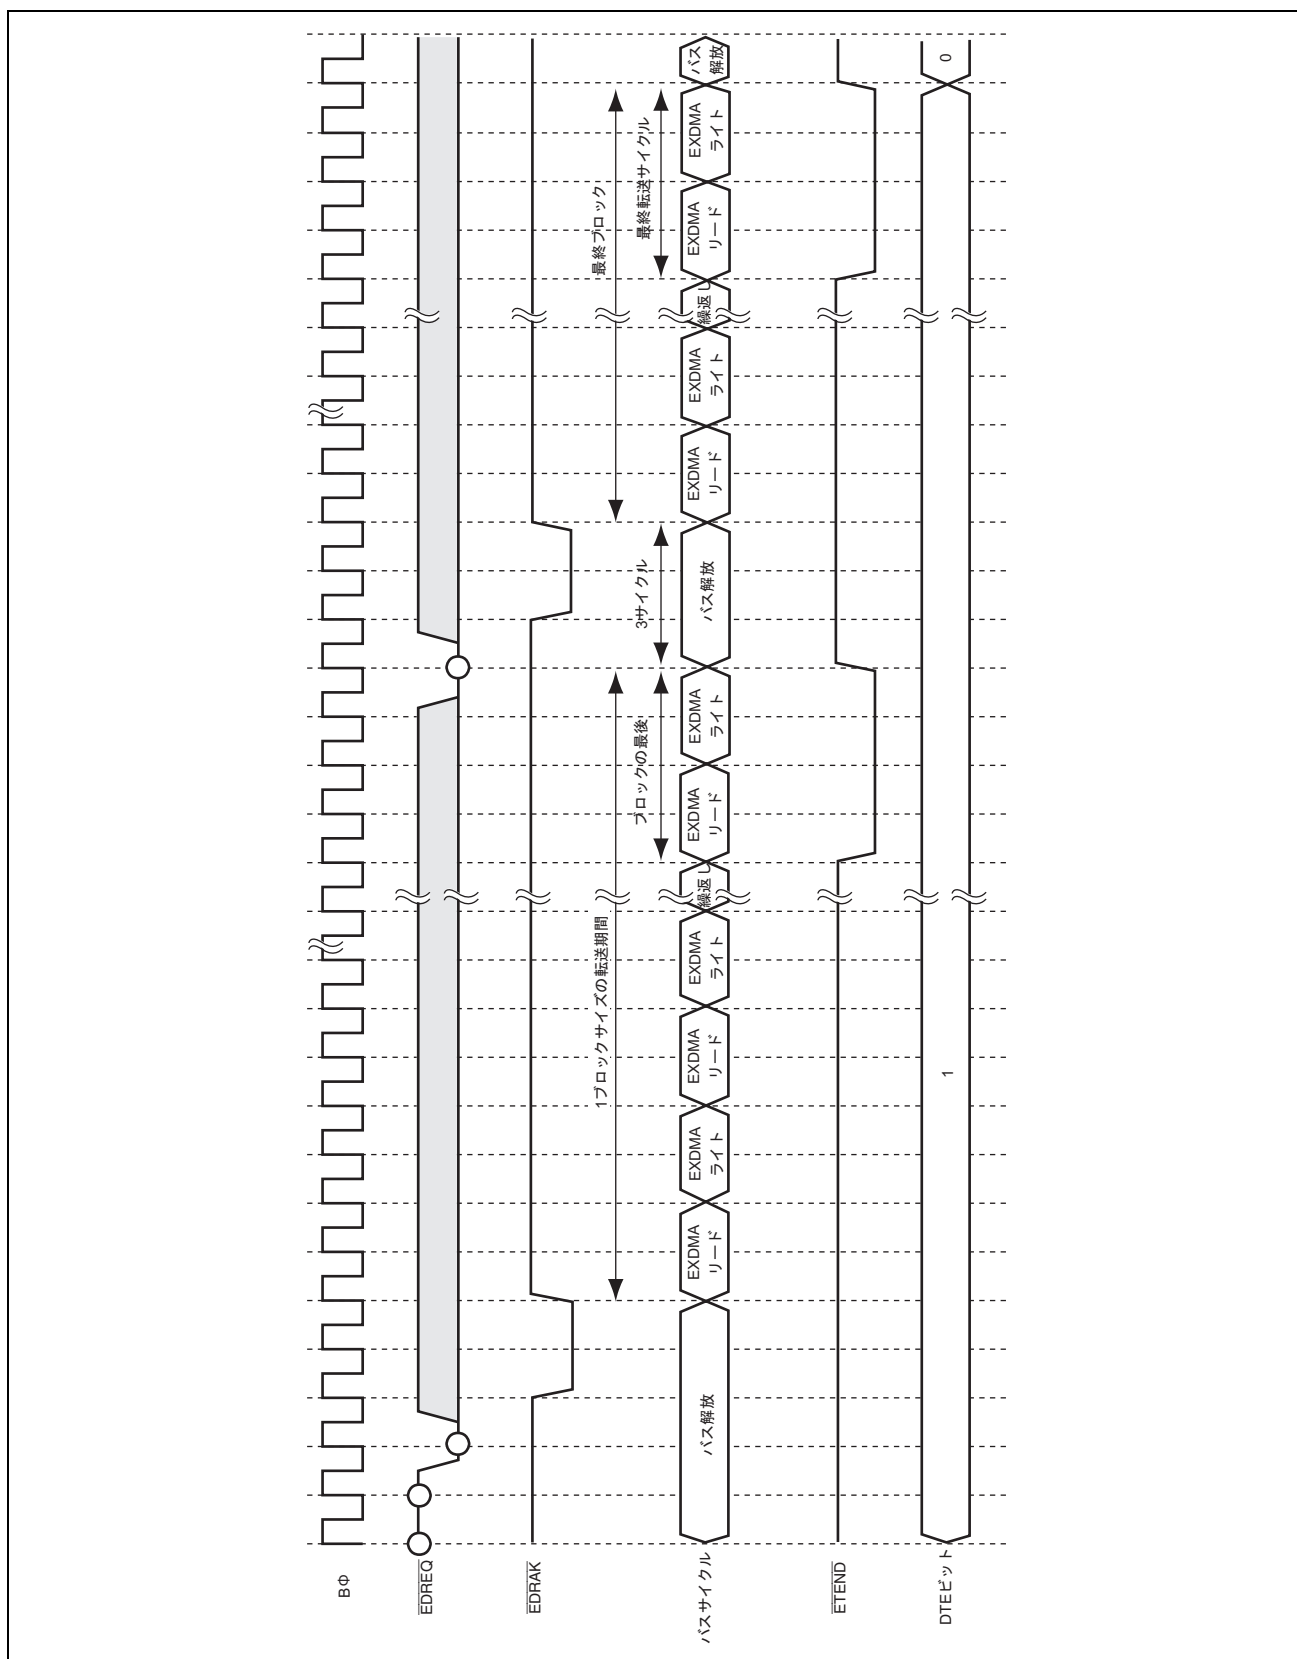 BΦ
EDREQ
EDRAK
1ブロックサイズの転送期間
最終ブロック
ブロックの最後
3サイクル
最終転送サイクル
バスサイクル
バス解放
EXDMA
リード
EXDMA
ライト
EXDMA
リード
EXDMA
ライト
繰返し
EXDMA
リード
EXDMA
ライト
バス解放
EXDMA
リード
EXDMA
ライト
繰返し
EXDMA
リード
EXDMA
ライト
バス
解放
ETEND
DTEビット
1
0